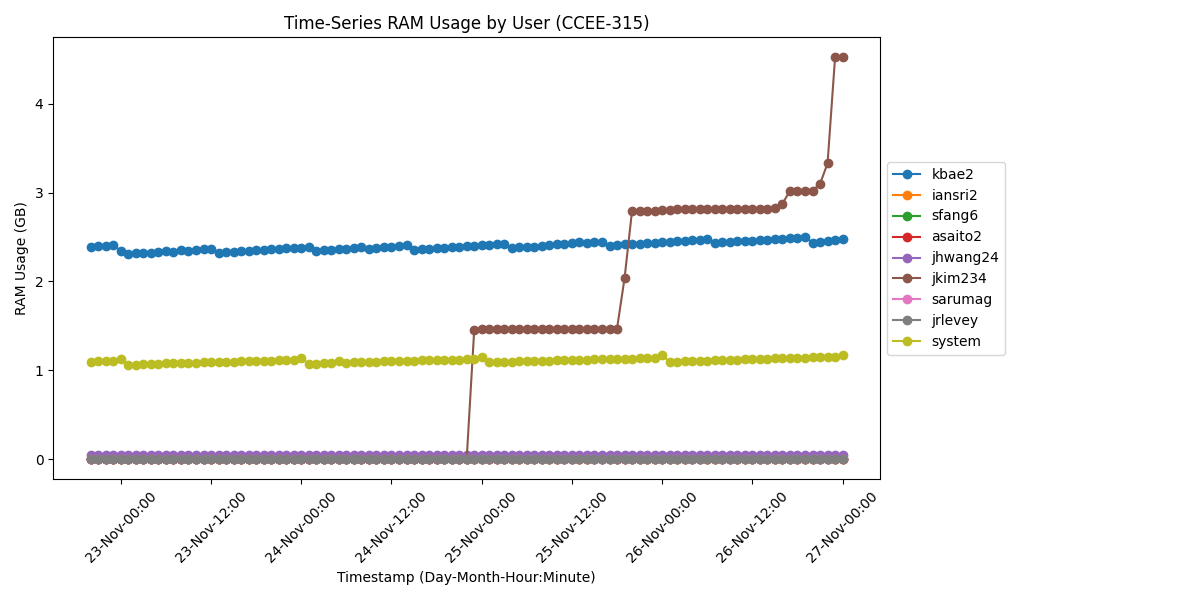 Time-Series RAM Usage by User (CCEE-315)
RAM Usage (GB)
4
3
2
1
0
23-Nov-00:00
23-Nov-12:00
24-Nov-00:00
24-Nov-12:00
25-Nov-00:00
25-Nov-12:00
26-Nov-00:00
26-Nov-12:00
27-Nov-00:00
Timestamp (Day-Month-Hour:Minute)
kbae2
iansri2
sfang6
asaito2
jhwang24
jkim234
sarumag
jrlevey
system